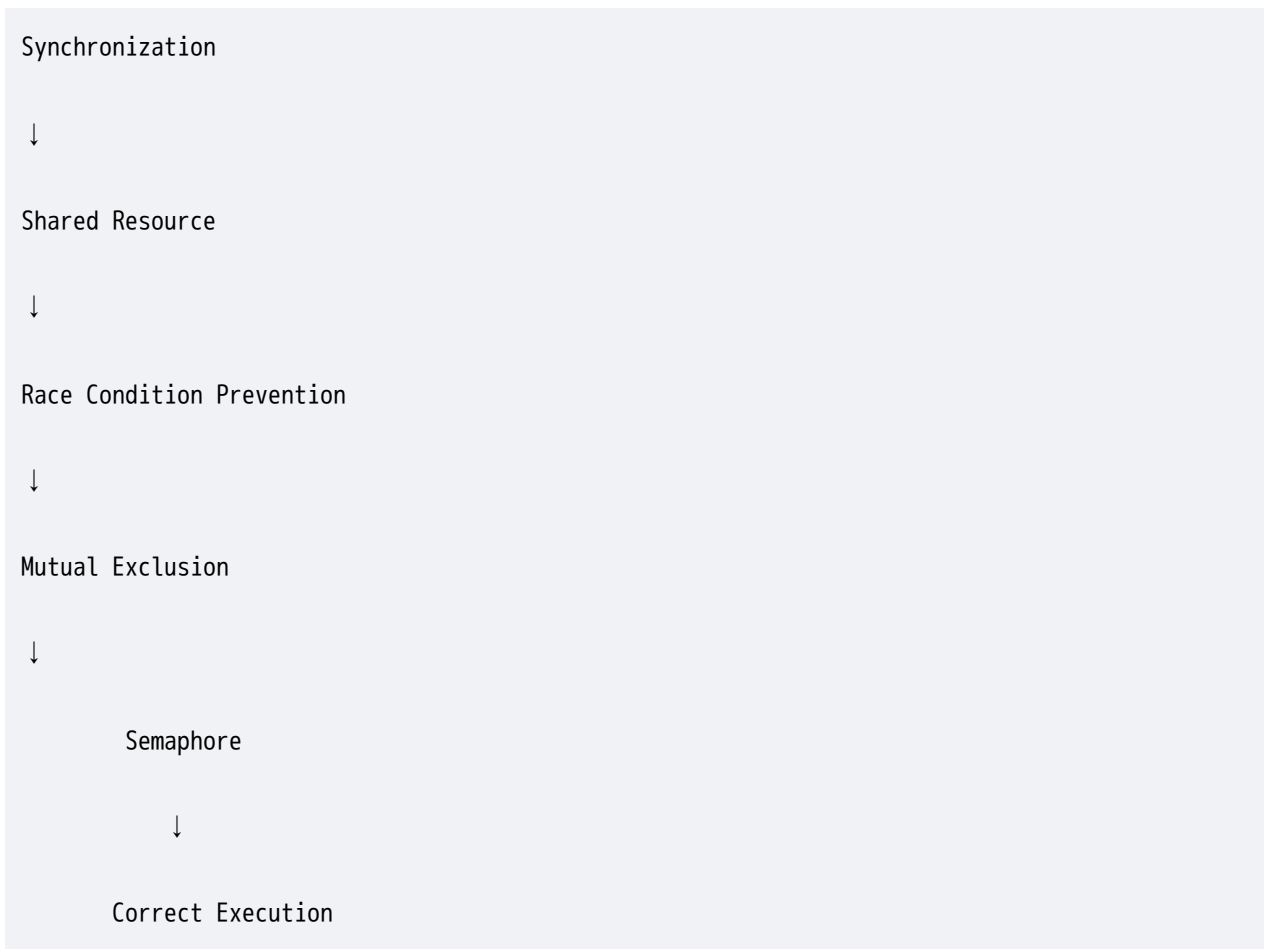 Synchronization
↓
Shared Resource
↓
Race Condition Prevention
↓
Mutual Exclusion
↓
Semaphore
↓
Correct Execution